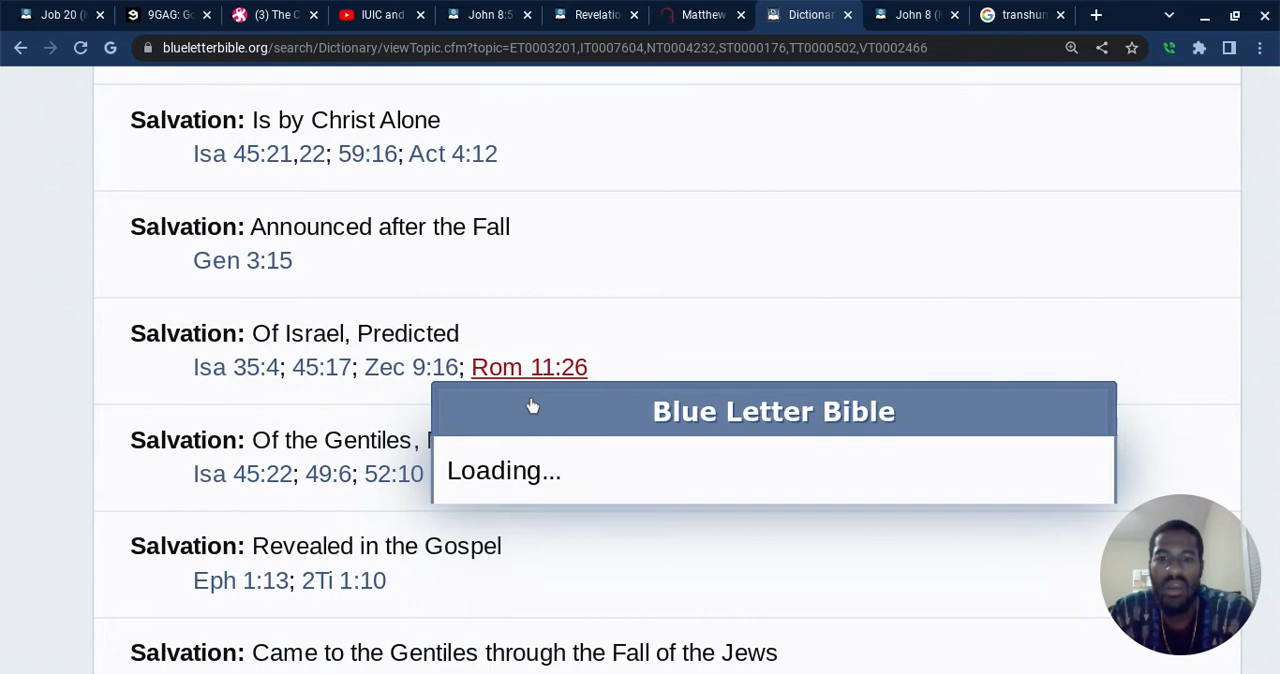 Job 20 (
9GAG: Go
(3) The C
IUIC and
John 8:5
Revelatio
Matthew
Dictionar
John 8 (K
transhum
blueletterbible.org/search/Dictionary/viewTopic.cfm?topic=ET0003201,IT0007604,NT0004232,ST0000176,TT0000502,VT0002466
Salvation: Is by Christ Alone
Isa 45:21,22; 59:16; Act 4:12
Salvation: Announced after the Fall
Gen 3:15
Salvation: Of Israel, Predicted
Isa 35:4; 45:17; Zec 9:16; Rom 11:26
Blue Letter Bible
Salvation: Of the Gentiles,
Loading...
Isa 45:22; 49:6; 52:10
Salvation: Revealed in the Gospel
Eph 1:13; 2Ti 1:10
Salvation: Came to the Gentiles through the Fall of the Jews